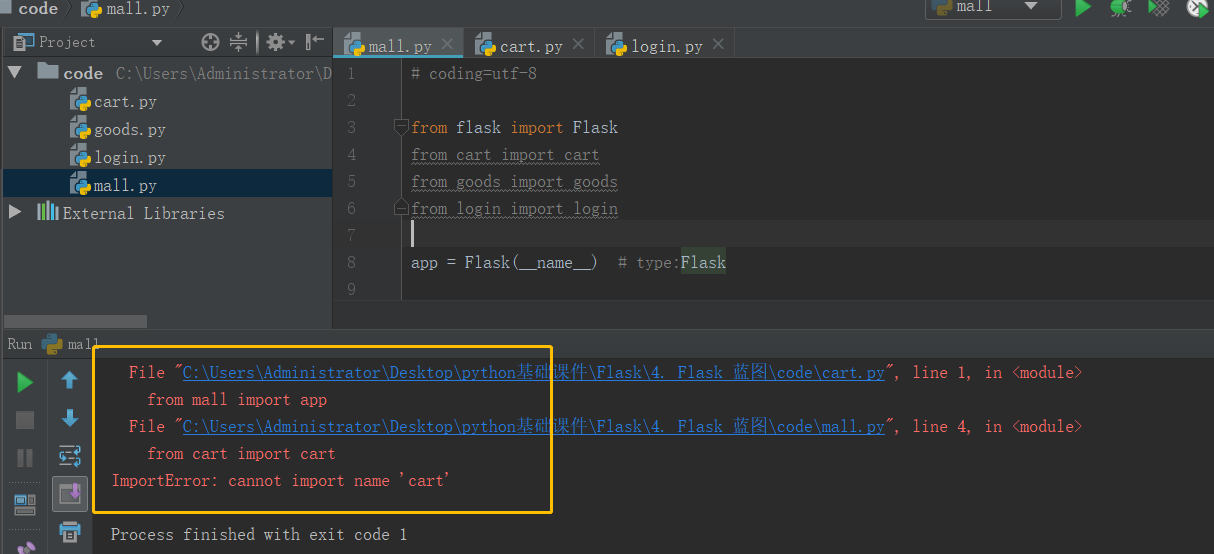 code mall.py
mall
Project
mall.py cart.py login.py
code C:\Users\Administrator\D
cart.py
goods.py
login.py
mall.py
External Libraries
1 # coding=utf-8
2
3 from flask import Flask
4 from cart import cart
5 from goods import goods
6 from login import login
7
8 app = Flask(__name__) # type:Flask
9
Run mall
File "C:\Users\Administrator\Desktop\python基础课件\Flask\4. Flask 蓝图\code\cart.py", line 1, in <module>
from mall import app
File "C:\Users\Administrator\Desktop\python基础课件\Flask\4. Flask 蓝图\code\mall.py", line 4, in <module>
from cart import cart
ImportError: cannot import name 'cart'
Process finished with exit code 1